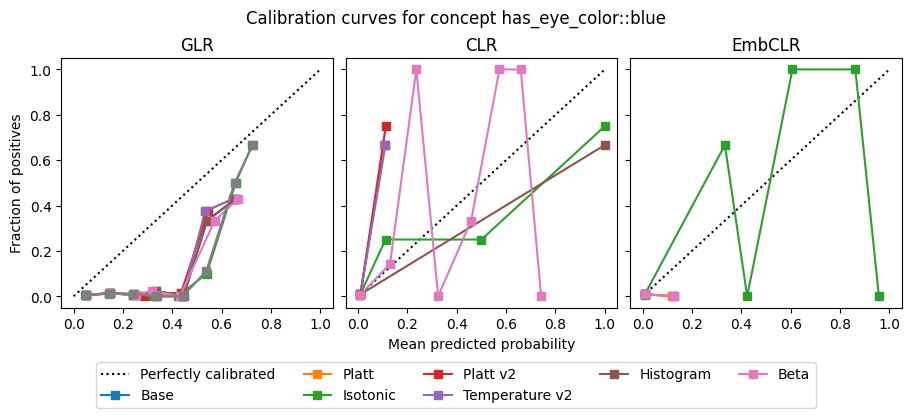 Calibration curves for concept has_eye_color::blue
GLR
CLR
EmbCLR
Fraction of positives
1.0
0.8
0.6
0.4
0.2
0.0
0.0 0.2 0.4 0.6 0.8 1.0
0.0 0.2 0.4 0.6 0.8 1.0
0.0 0.2 0.4 0.6 0.8 1.0
Mean predicted probability
Perfectly calibrated
Base
Platt
Isotonic
Platt v2
Temperature v2
Histogram
Beta